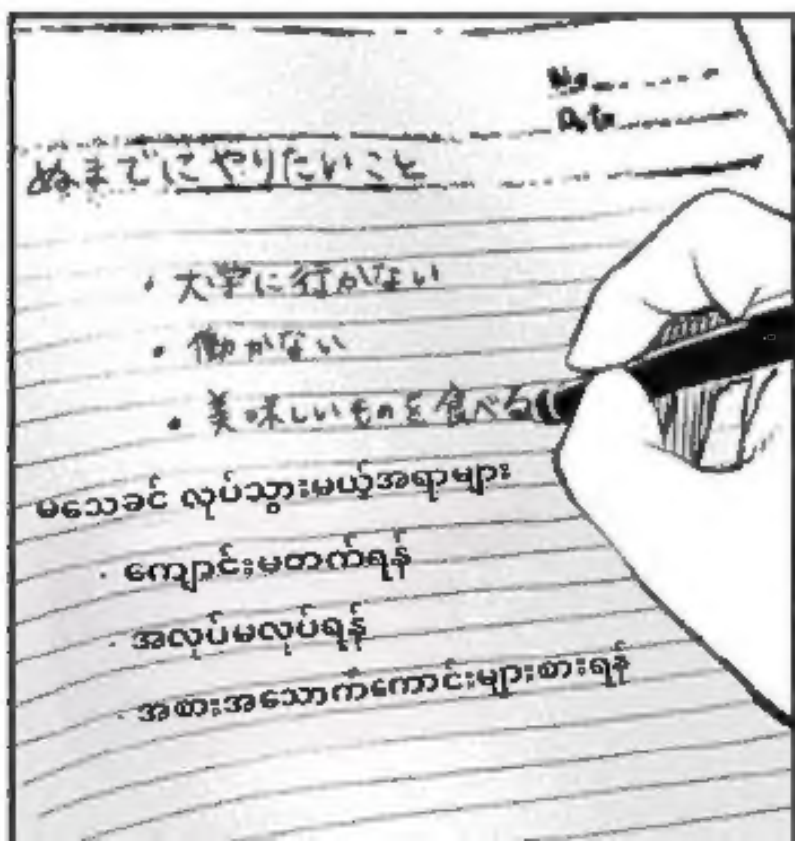 No
Date
ぬまでにやりたいこと
・大学に行かない
・働かない
・美味しいものを食べる
မသေခင် လုပ်သွားမယ့်အရာများ
· ကျောင်းမတက်ရန်
· အလုပ်မလုပ်ရန်
· အစားအသောက်ကောင်းများစားရန်